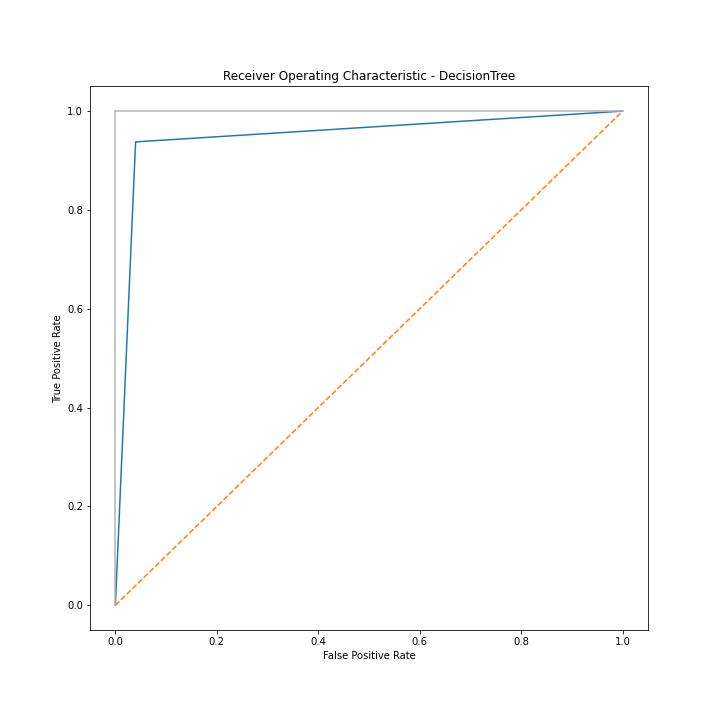 Receiver Operating Characteristic - DecisionTree
1.0
0.8
0.6
0.4
0.2
0.0
True Positive Rate
0.0 0.2 0.4 0.6 0.8 1.0
False Positive Rate